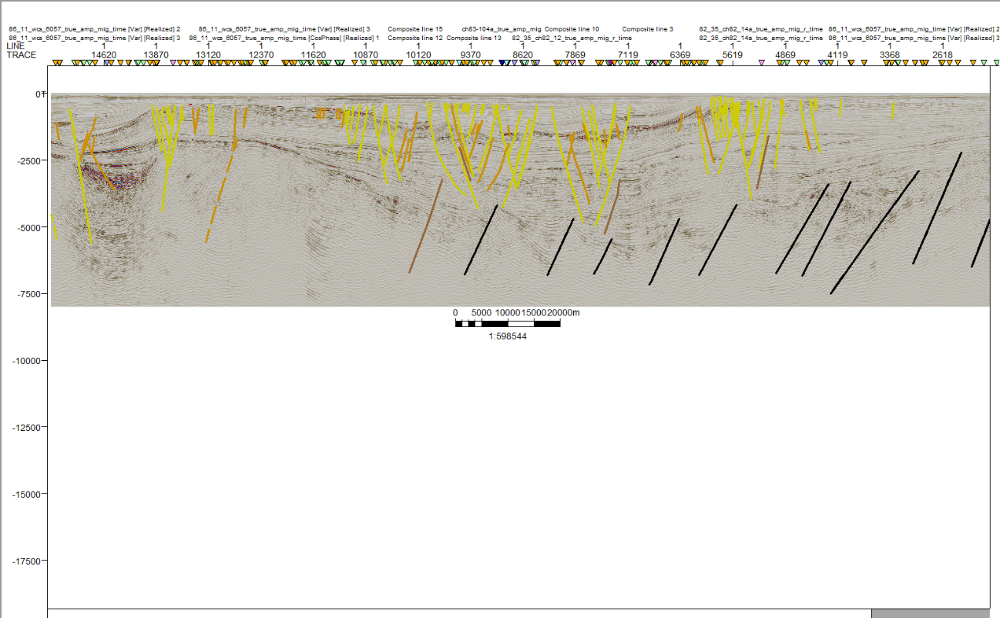 86_11_wcs_6057_true_amp_mig_time [Var] [Realized] 2 86_11_wcs_6057_true_amp_mig_time [Var] [Realized] 3 Composite line 15 ch83-104a_true_amp_mig Composite line 10 Composite line 3 82_35_ch82_14a_true_amp_mig_r_time 86_11_wcs_6057_true_amp_mig_time [Var] [Realized] 2
86_11_wcs_6057_true_amp_mig_time [Var] [Realized] 3 86_11_wcs_6057_true_amp_mig_time [CosPhase] [Realized] 1 Composite line 12 Composite line 13 82_35_ch82_12_true_amp_mig_r_time 82_35_ch82_14a_true_amp_mig_r_time 86_11_wcs_6057_true_amp_mig_time [Var] [Realized] 3
LINE 1 1 1 1 1 1 1 1 1 1 1 1 1 1 1 1 1
TRACE 14620 13870 13120 12370 11620 10870 10120 9370 8620 7869 7119 6369 5619 4869 4119 3368 2618
0
-2500
-5000
-7500
0 5000 10000 15000 20000m
1:598544
-10000
-12500
-15000
-17500